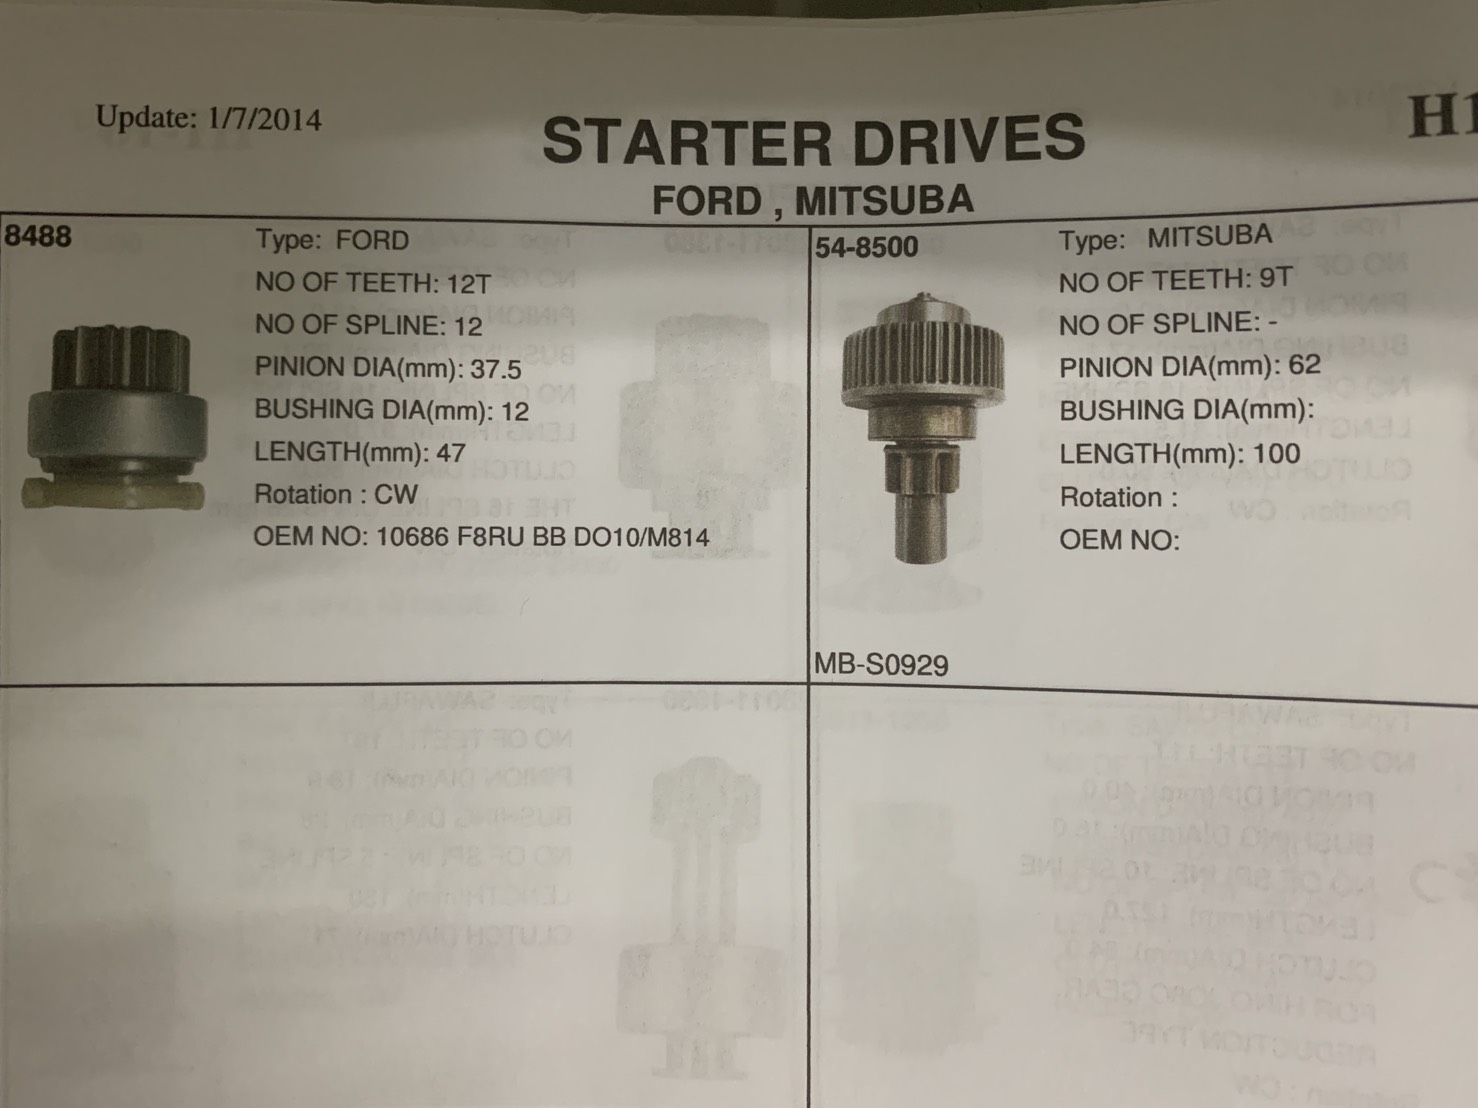 Update: 1/7/2014
STARTER DRIVES
FORD , MITSUBA
8488
Type: FORD
NO OF TEETH: 12T
NO OF SPLINE: 12
PINION DIA(mm): 37.5
BUSHING DIA(mm): 12
LENGTH(mm): 47
Rotation : CW
OEM NO: 10686 F8RU BB DO10/M814
54-8500
Type: MITSUBA
NO OF TEETH: 9T
NO OF SPLINE: -
PINION DIA(mm): 62
BUSHING DIA(mm):
LENGTH(mm): 100
Rotation :
OEM NO:
MB-S0929